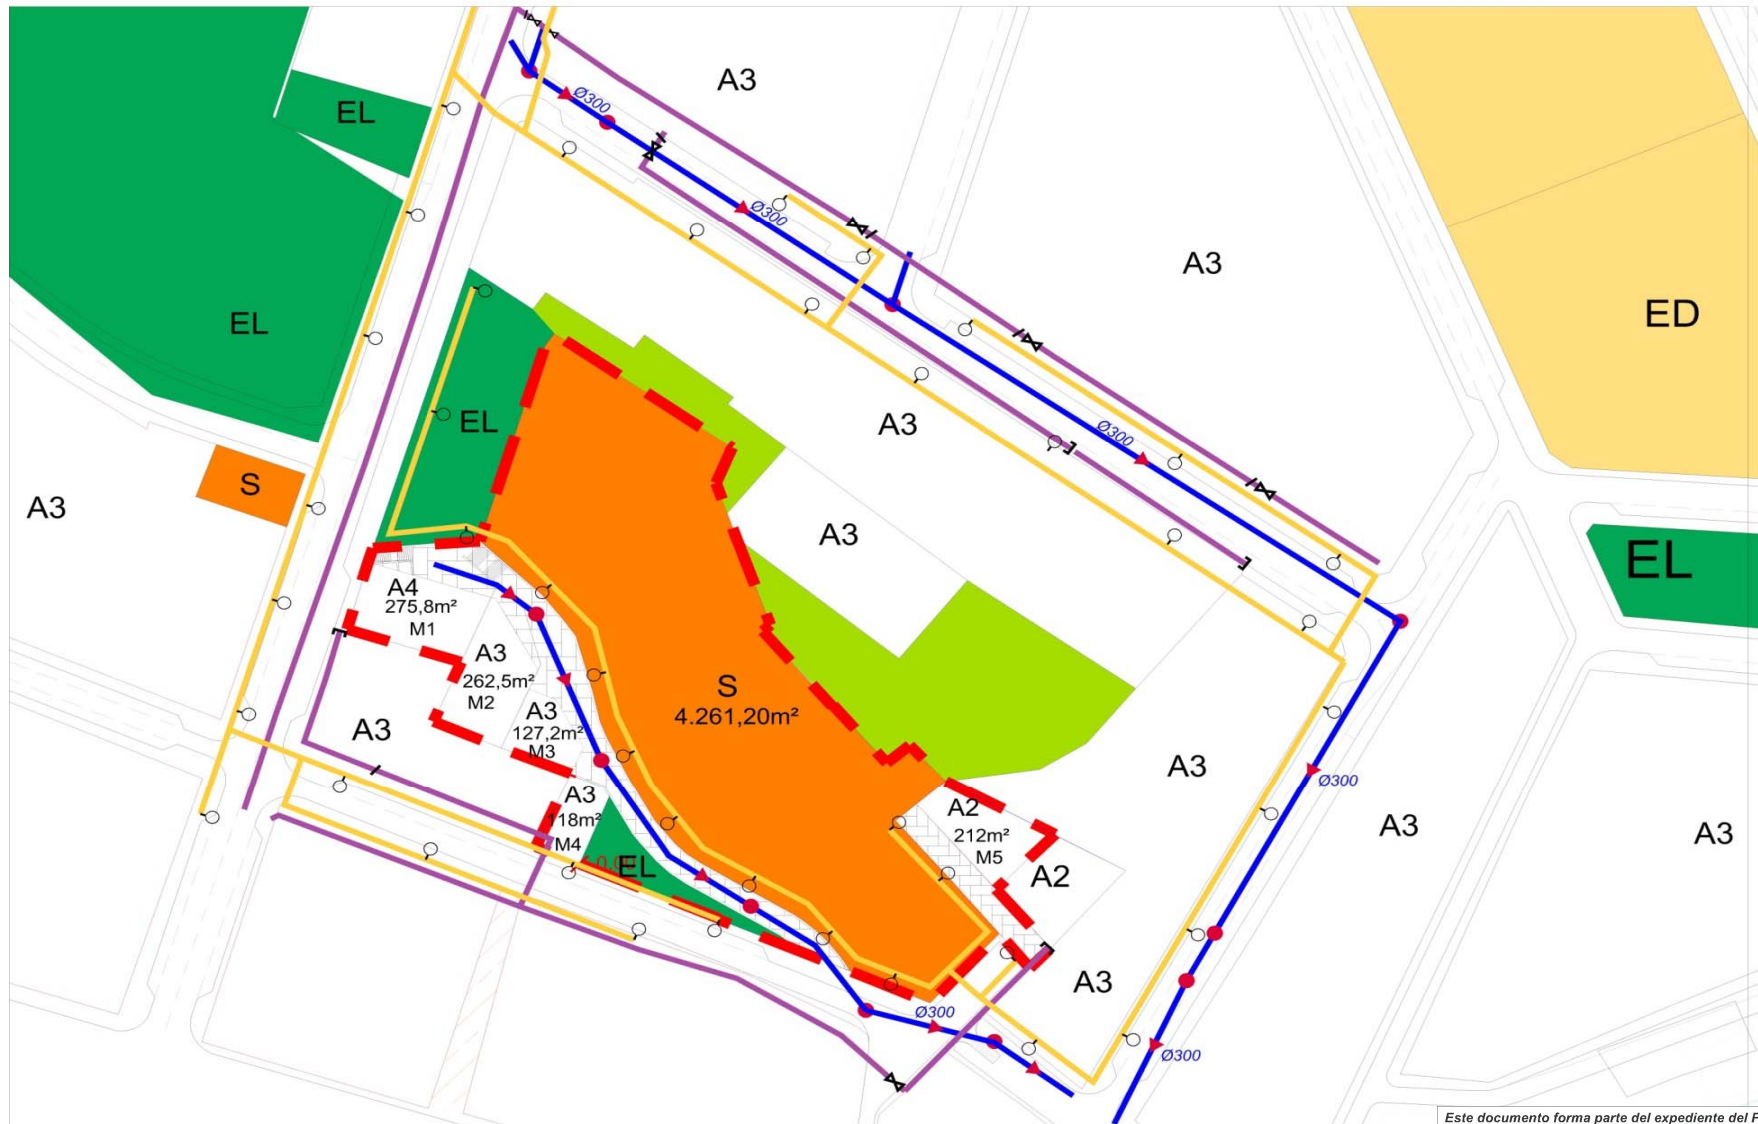 A3
EL
Ø300
Ø300
A3
EL
ED
EL
A3
Ø300
S
A3
A3
EL
A4
275,8m²
M1
A3
262,5m²
M2
S
4.261,20m²
A3
127,2m²
M3
A3
A3
Ø300
A3
118m²
M4
A2
212m²
M5
A3
A3
0,00
EL
A2
A3
Ø300
Ø300
Este documento forma parte del expediente del